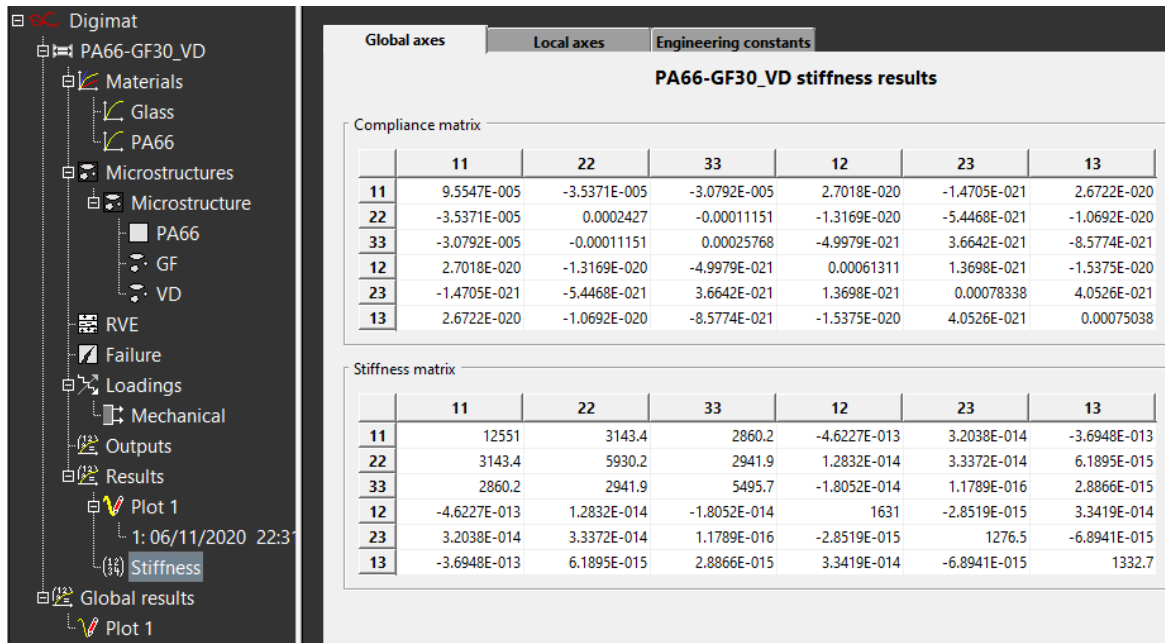 Digimat
PA66-GF30_VD
Materials
Glass
PA66
Microstructures
Microstructure
PA66
GF
VD
RVE
Failure
Loadings
Mechanical
Outputs
Results
Plot 1
1: 06/11/2020 22:31
Stiffness
Global results
Plot 1
Global axes Local axes Engineering constants
PA66-GF30_VD stiffness results
Compliance matrix
11 22 33 12 23 13
11 9.5547E-005 -3.5371E-005 -3.0792E-005 2.7018E-020 -1.4705E-021 2.6722E-020
22 -3.5371E-005 0.0002427 -0.00011151 -1.3169E-020 -5.4468E-021 -1.0692E-020
33 -3.0792E-005 -0.00011151 0.00025768 -4.9979E-021 3.6642E-021 -8.5774E-021
12 2.7018E-020 -1.3169E-020 -4.9979E-021 0.00061311 1.3698E-021 -1.5375E-020
23 -1.4705E-021 -5.4468E-021 3.6642E-021 1.3698E-021 0.00078338 4.0526E-021
13 2.6722E-020 -1.0692E-020 -8.5774E-021 -1.5375E-020 4.0526E-021 0.00075038
Stiffness matrix
11 22 33 12 23 13
11 12551 3143.4 2860.2 -4.6227E-013 3.2038E-014 -3.6948E-013
22 3143.4 5930.2 2941.9 1.2832E-014 3.3372E-014 6.1895E-015
33 2860.2 2941.9 5495.7 -1.8052E-014 1.1789E-016 2.8866E-015
12 -4.6227E-013 1.2832E-014 -1.8052E-014 1631 -2.8519E-015 3.3419E-014
23 3.2038E-014 3.3372E-014 1.1789E-016 -2.8519E-015 1276.5 -6.8941E-015
13 -3.6948E-013 6.1895E-015 2.8866E-015 3.3419E-014 -6.8941E-015 1332.7